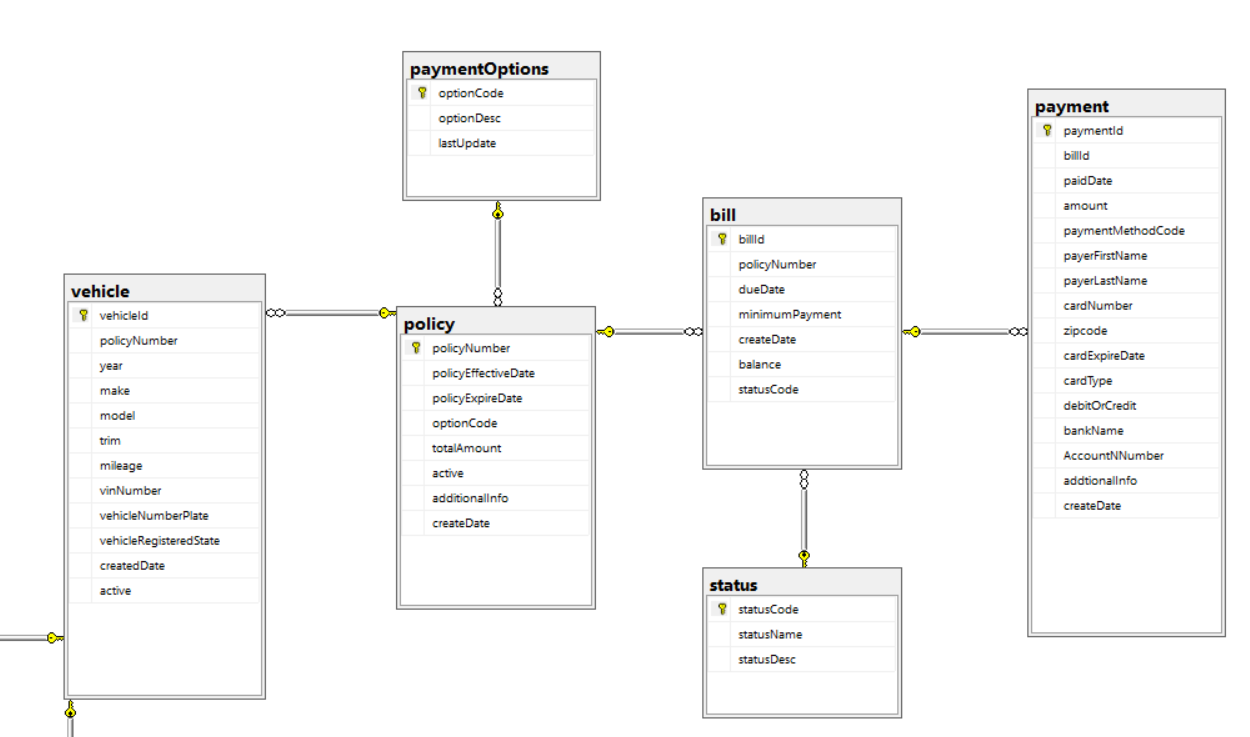 paymentOptions
optionCode
optionDesc
lastUpdate
payment
paymentId
billId
paidDate
amount
paymentMethodCode
payerFirstName
payerLastName
cardNumber
zipcode
cardExpireDate
cardType
debitOrCredit
bankName
AccountNNumber
addtionalInfo
createDate
bill
billId
policyNumber
dueDate
minimumPayment
createDate
balance
statusCode
vehicle
vehicleId
policyNumber
year
make
model
trim
mileage
vinNumber
vehicleNumberPlate
vehicleRegisteredState
createdDate
active
policy
policyNumber
policyEffectiveDate
policyExpireDate
optionCode
totalAmount
active
additionalInfo
createDate
status
statusCode
statusName
statusDesc